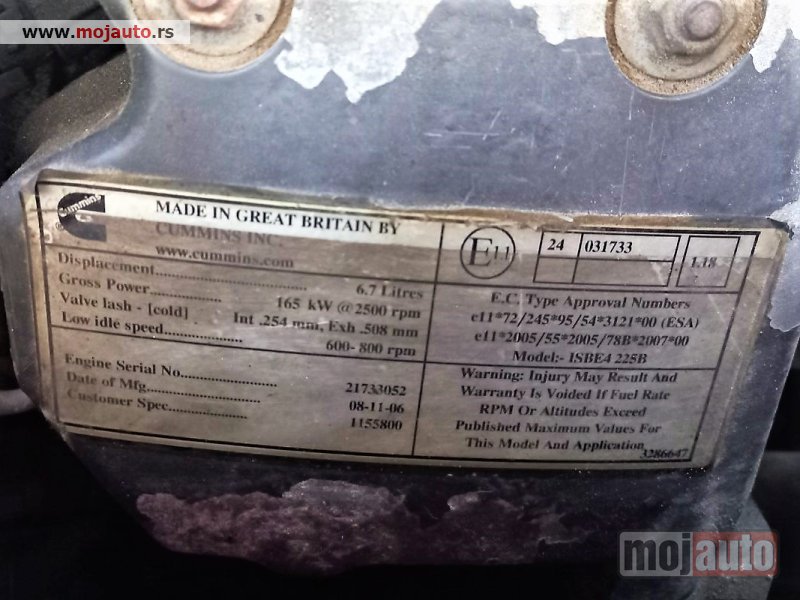 www.mojauto.rs
Cummins
MADE IN GREAT BRITAIN BY
CUMMINS INC.
www.cummins.com
Displacement 6.7 Litres
Gross Power 165 kW @ 2500 rpm
Valve lash - [cold] Int .254 mm, Exh .508 mm
Low idle speed 600- 800 rpm
Engine Serial No 21733052
Date of Mfg 08-11-06
Customer Spec 1155800
E11 24 031733 1.18
E.C. Type Approval Numbers
e11*72/245*95/54*3121*00 (ESA)
e11*2005/55*2005/78B*2007*00
Model:- ISBE4 225B
Warning: Injury May Result And
Warranty Is Voided If Fuel Rate
RPM Or Altitudes Exceed
Published Maximum Values For
This Model And Application
3286647
mojauto